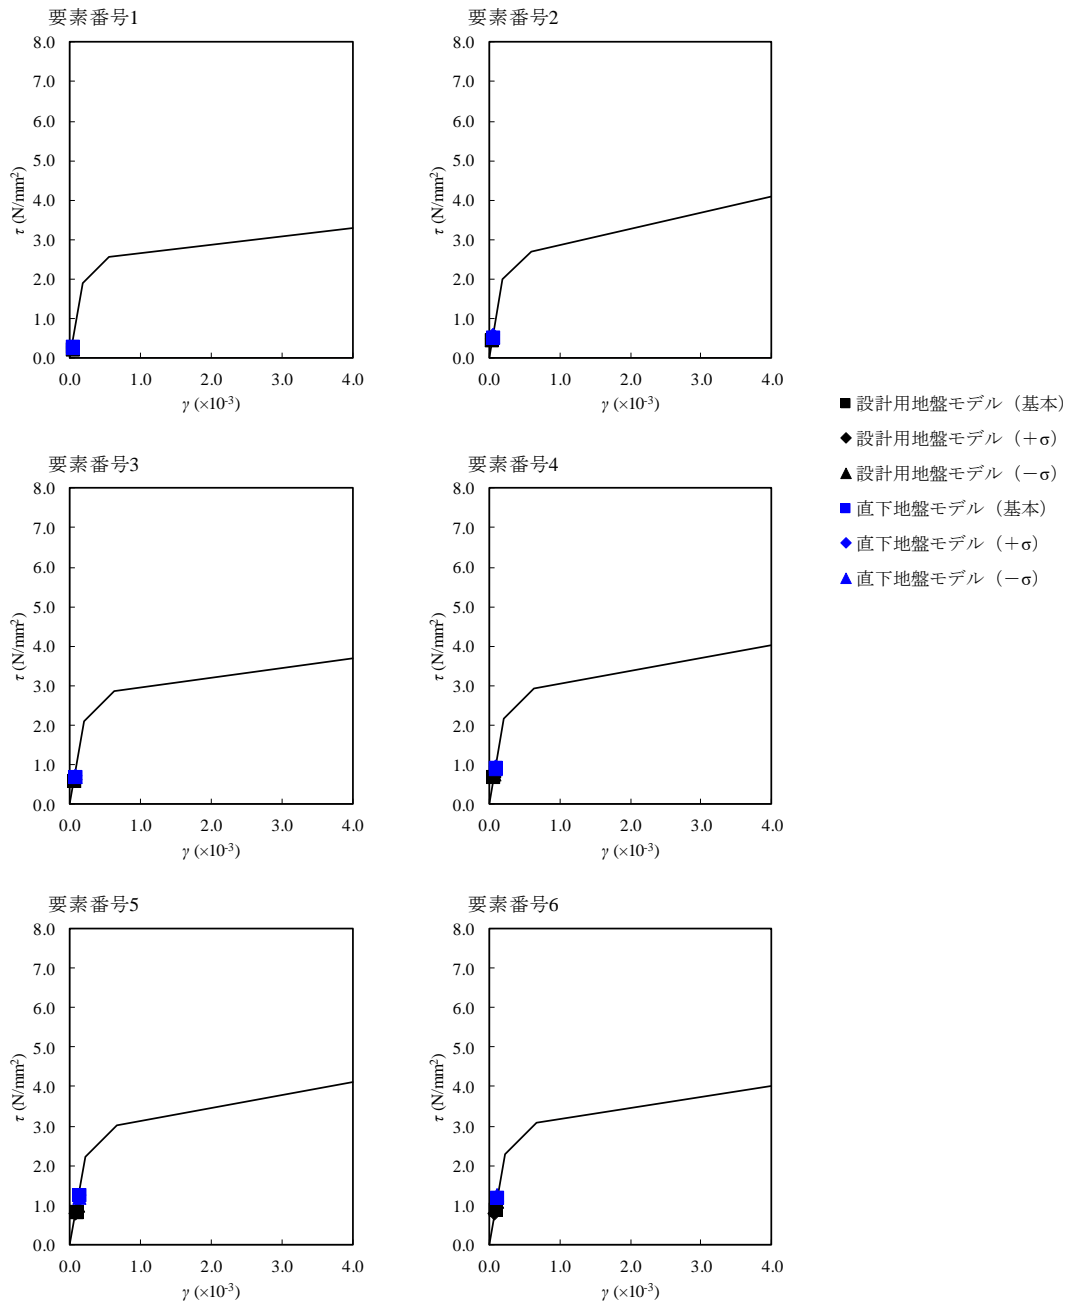 要素番号1
8.0
7.0
6.0
5.0
4.0
3.0
2.0
1.0
0.0
τ (N/mm²)
0.0 1.0 2.0 3.0 4.0
γ (×10⁻³)
要素番号2
8.0
7.0
6.0
5.0
4.0
3.0
2.0
1.0
0.0
τ (N/mm²)
0.0 1.0 2.0 3.0 4.0
γ (×10⁻³)
■設計用地盤モデル（基本）
◆設計用地盤モデル（＋σ）
▲設計用地盤モデル（－σ）
■直下地盤モデル（基本）
◆直下地盤モデル（＋σ）
▲直下地盤モデル（－σ）
要素番号3
8.0
7.0
6.0
5.0
4.0
3.0
2.0
1.0
0.0
τ (N/mm²)
0.0 1.0 2.0 3.0 4.0
γ (×10⁻³)
要素番号4
8.0
7.0
6.0
5.0
4.0
3.0
2.0
1.0
0.0
τ (N/mm²)
0.0 1.0 2.0 3.0 4.0
γ (×10⁻³)
要素番号5
8.0
7.0
6.0
5.0
4.0
3.0
2.0
1.0
0.0
τ (N/mm²)
0.0 1.0 2.0 3.0 4.0
γ (×10⁻³)
要素番号6
8.0
7.0
6.0
5.0
4.0
3.0
2.0
1.0
0.0
τ (N/mm²)
0.0 1.0 2.0 3.0 4.0
γ (×10⁻³)